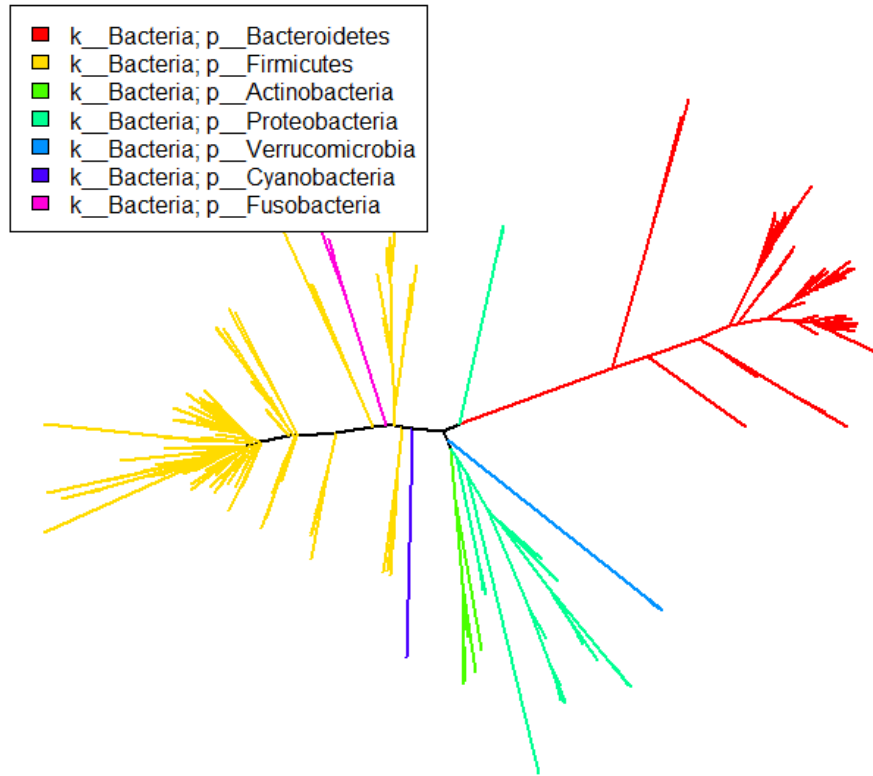 k__Bacteria; p__Bacteroidetes
k__Bacteria; p__Firmicutes
k__Bacteria; p__Actinobacteria
k__Bacteria; p__Proteobacteria
k__Bacteria; p__Verrucomicrobia
k__Bacteria; p__Cyanobacteria
k__Bacteria; p__Fusobacteria